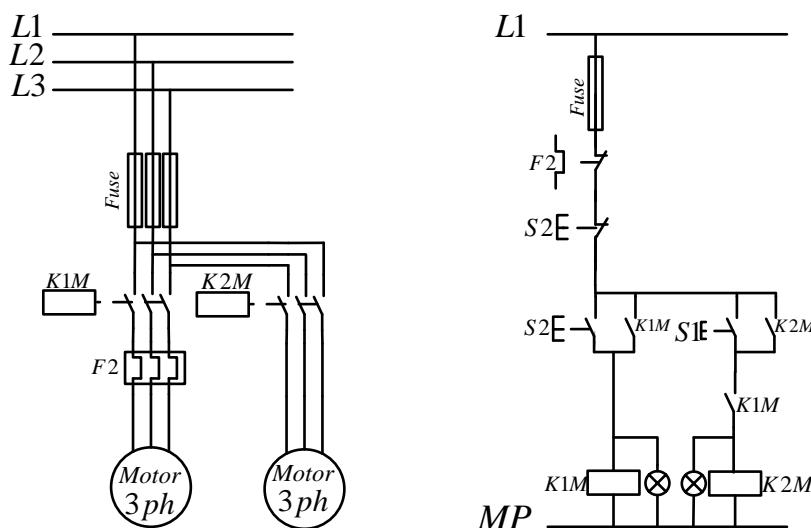 L1
L2
L3
Fuse
K1M
K2M
F2
Motor
3ph
Motor
3ph
L1
Fuse
F2
S2
S2
K1M
S1
K2M
K1M
K1M
K2M
MP